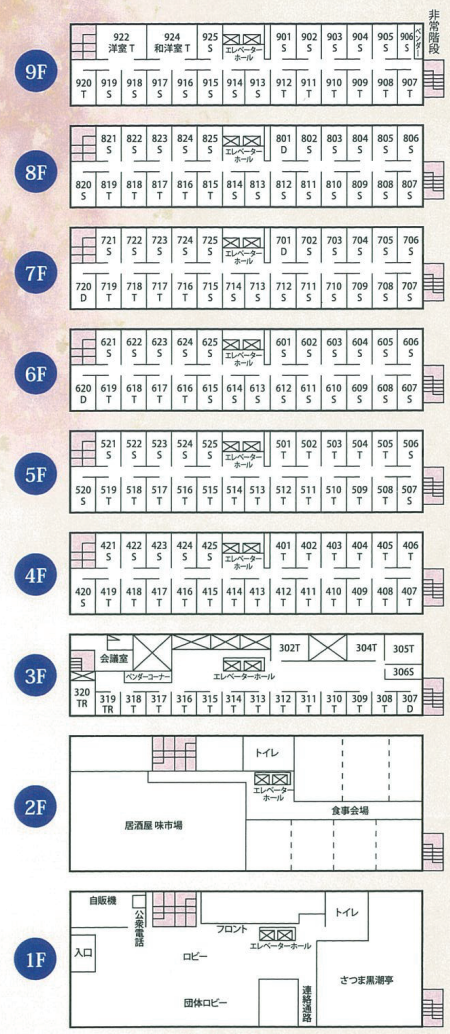 非常階段
9F
922 924 925 901 902 903 904 905 906
洋室 T 和洋室 T S S S S S S S
ベンダー
エレベーター
ホール
920 919 918 917 916 915 914 913 912 911 910 909 908 907
T S S S S S S S T T T T T T
8F
821 822 823 824 825 801 802 803 804 805 806
S S S S S D S S S S S
エレベーター
ホール
820 819 818 817 816 815 814 813 812 811 810 809 808 807
S T T T T T S S S S S S S S
7F
721 722 723 724 725 701 702 703 704 705 706
S S S S S D S S S S S
エレベーター
ホール
720 719 718 717 716 715 714 713 712 711 710 709 708 707
D T T T T S S S S S S S S S
6F
621 622 623 624 625 601 602 603 604 605 606
S S S S S S S S S S S
エレベーター
ホール
620 619 618 617 616 615 614 613 612 611 610 609 608 607
D T T T T S S S S S S S S S
5F
521 522 523 524 525 501 502 503 504 505 506
S S S S S T T T T T S
エレベーター
ホール
520 519 518 517 516 515 514 513 512 511 510 509 508 507
S T T T T T T T T T T T T S
4F
421 422 423 424 425 401 402 403 404 405 406
S S S S S T T T T T T
エレベーター
ホール
420 419 418 417 416 415 414 413 412 411 410 409 408 407
S T T T T T T T T T T T T T
3F
会議室 302T 304T 305T
ベンダーコーナー エレベーターホール 306S
320 319 318 317 316 315 314 313 312 311 310 309 308 307
TR TR T T T T T T T T T T T D
2F
トイレ
エレベーター
ホール
居酒屋 味市場
食事会場
1F
自販機
公衆電話
トイレ
フロント
エレベーターホール
入口
ロビー
さつま黒潮亭
団体ロビー
連絡通路